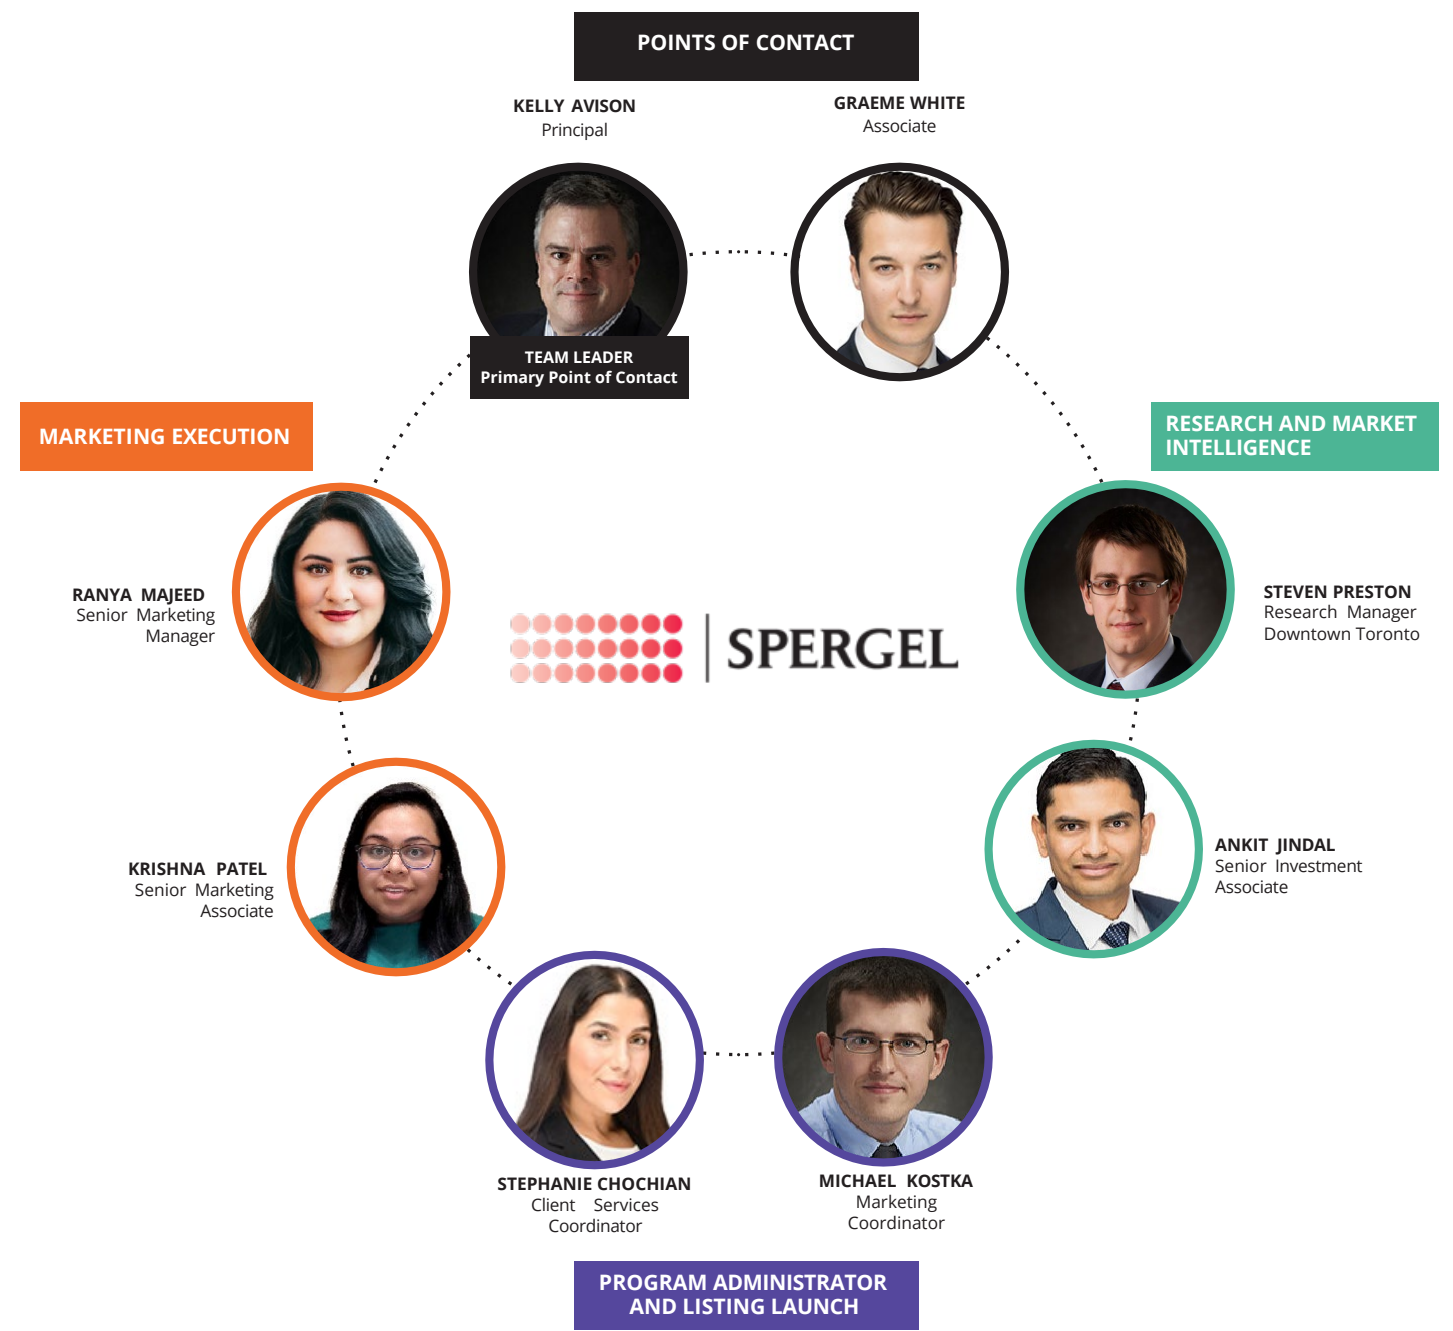 POINTS OF CONTACT
KELLY AVISON
Principal
GRAEME WHITE
Associate
TEAM LEADER
Primary Point of Contact
MARKETING EXECUTION
RESEARCH AND MARKET
INTELLIGENCE
RANYA MAJEED
Senior Marketing
Manager
SPERGEL
STEVEN PRESTON
Research Manager
Downtown Toronto
KRISHNA PATEL
Senior Marketing
Associate
ANKIT JINDAL
Senior Investment
Associate
STEPHANIE CHOCHIAN
Client Services
Coordinator
MICHAEL KOSTKA
Marketing
Coordinator
PROGRAM ADMINISTRATOR
AND LISTING LAUNCH